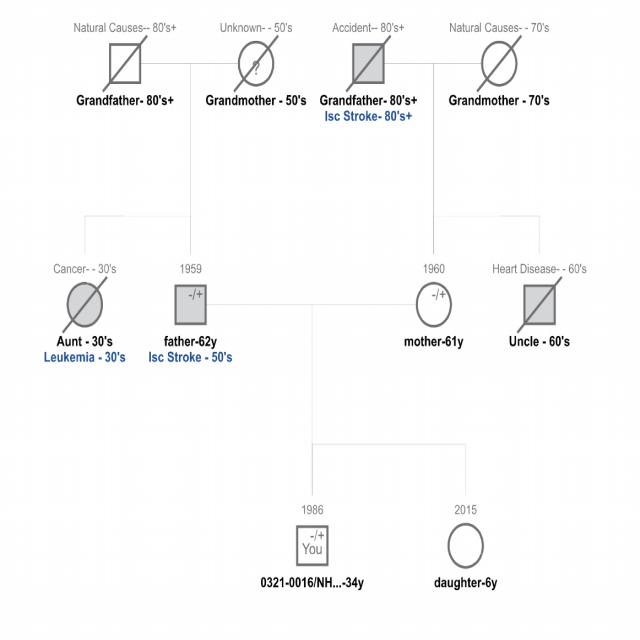 Natural Causes-- 80's+
Unknown- - 50's
Accident-- 80's+
Natural Causes- - 70's
?
Grandfather- 80's+
Grandmother - 50's
Grandfather- 80's+
Grandmother - 70's
Isc Stroke- 80's+
Cancer- - 30's
1959
1960
Heart Disease- - 60's
-/+
-/+
Aunt - 30's
father-62y
mother-61y
Uncle - 60's
Leukemia - 30's
Isc Stroke - 50's
1986
2015
-/+
You
0321-0016/NH...-34y
daughter-6y